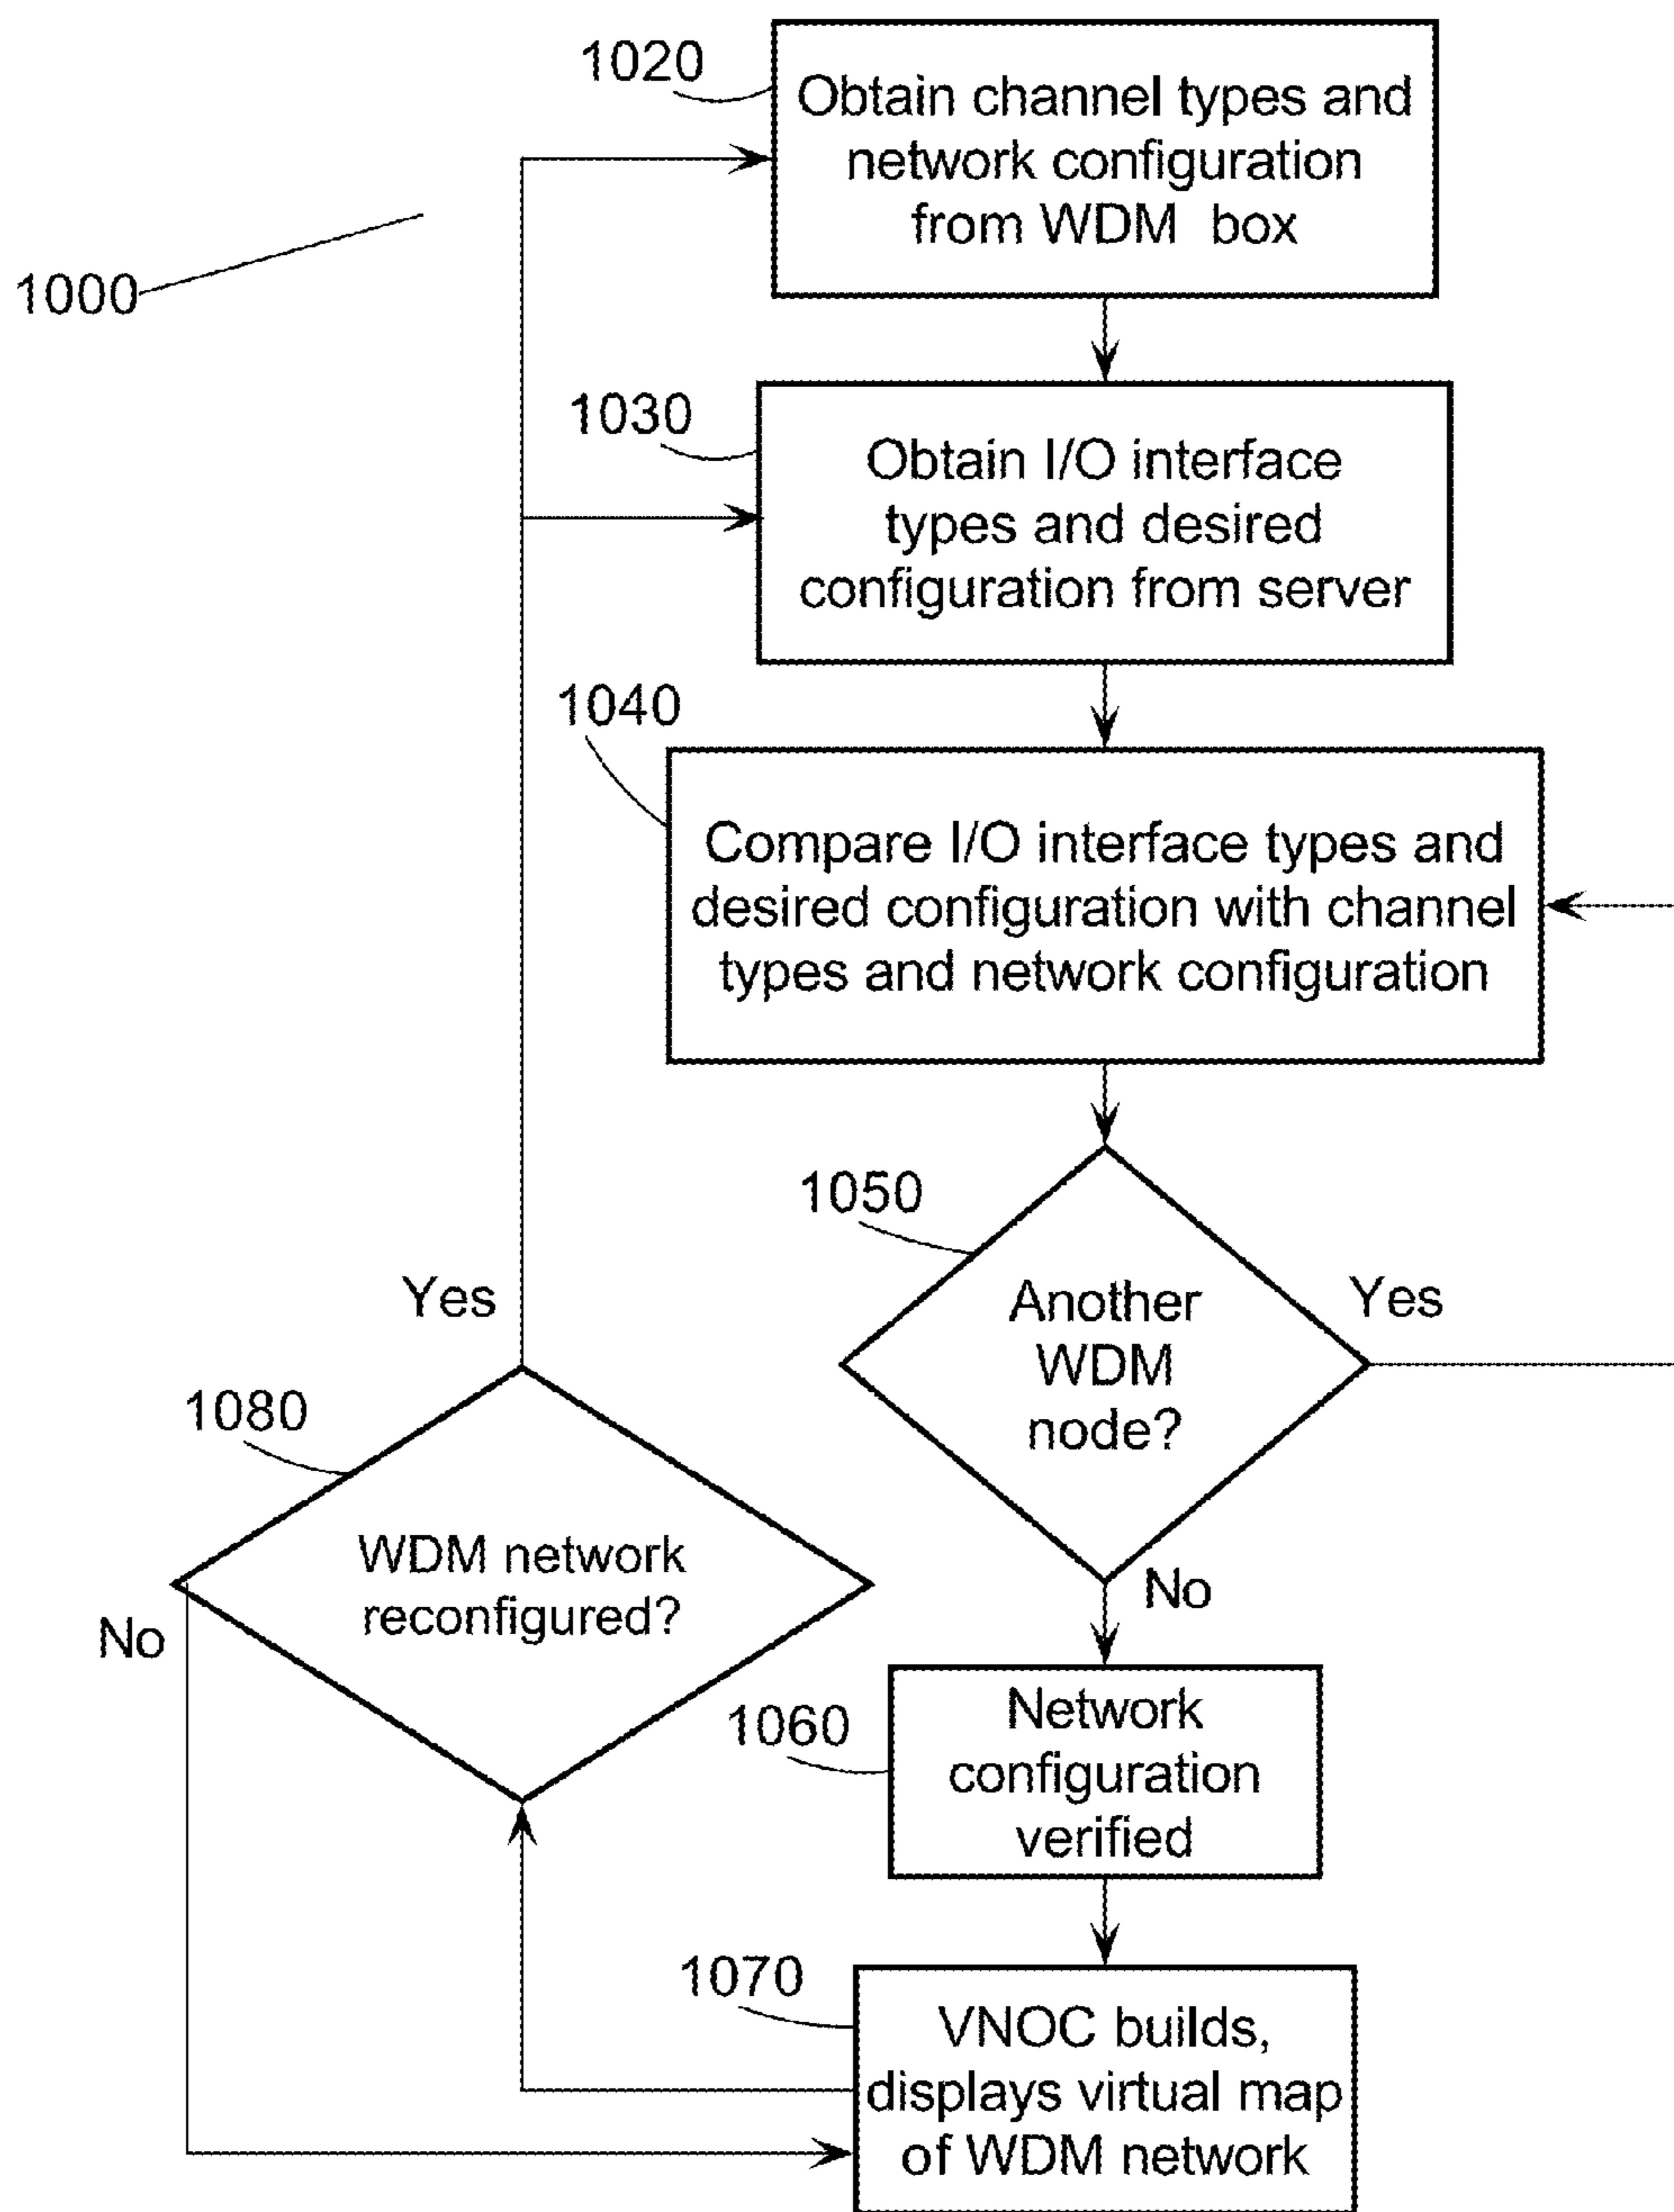 1020
Obtain channel types and
network configuration
from WDM box
1000
1030
Obtain I/O interface
types and desired
configuration from server
1040
Compare I/O interface types and
desired configuration with channel
types and network configuration
1050
Another
WDM
node?
Yes
Yes
1080
WDM network
reconfigured?
No
No
1060
Network
configuration
verified
1070
VNOC builds,
displays virtual map
of WDM network